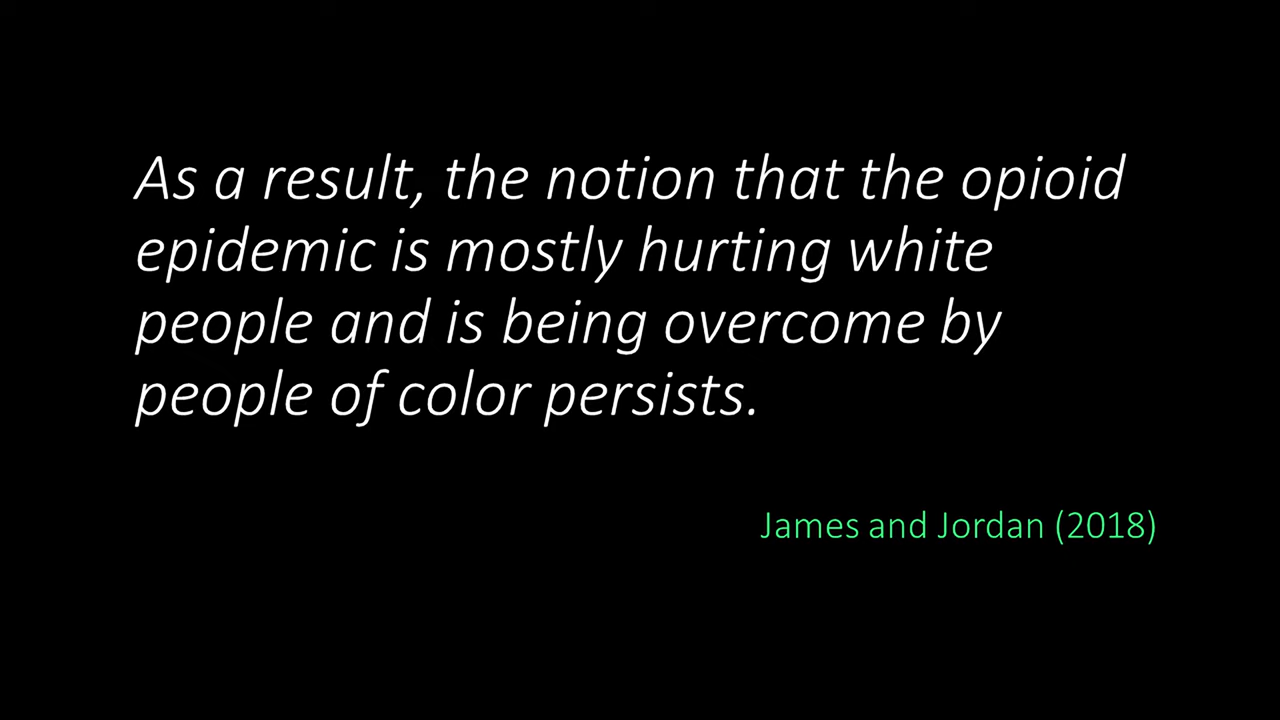 As a result, the notion that the opioid
epidemic is mostly hurting white
people and is being overcome by
people of color persists.
James and Jordan (2018)